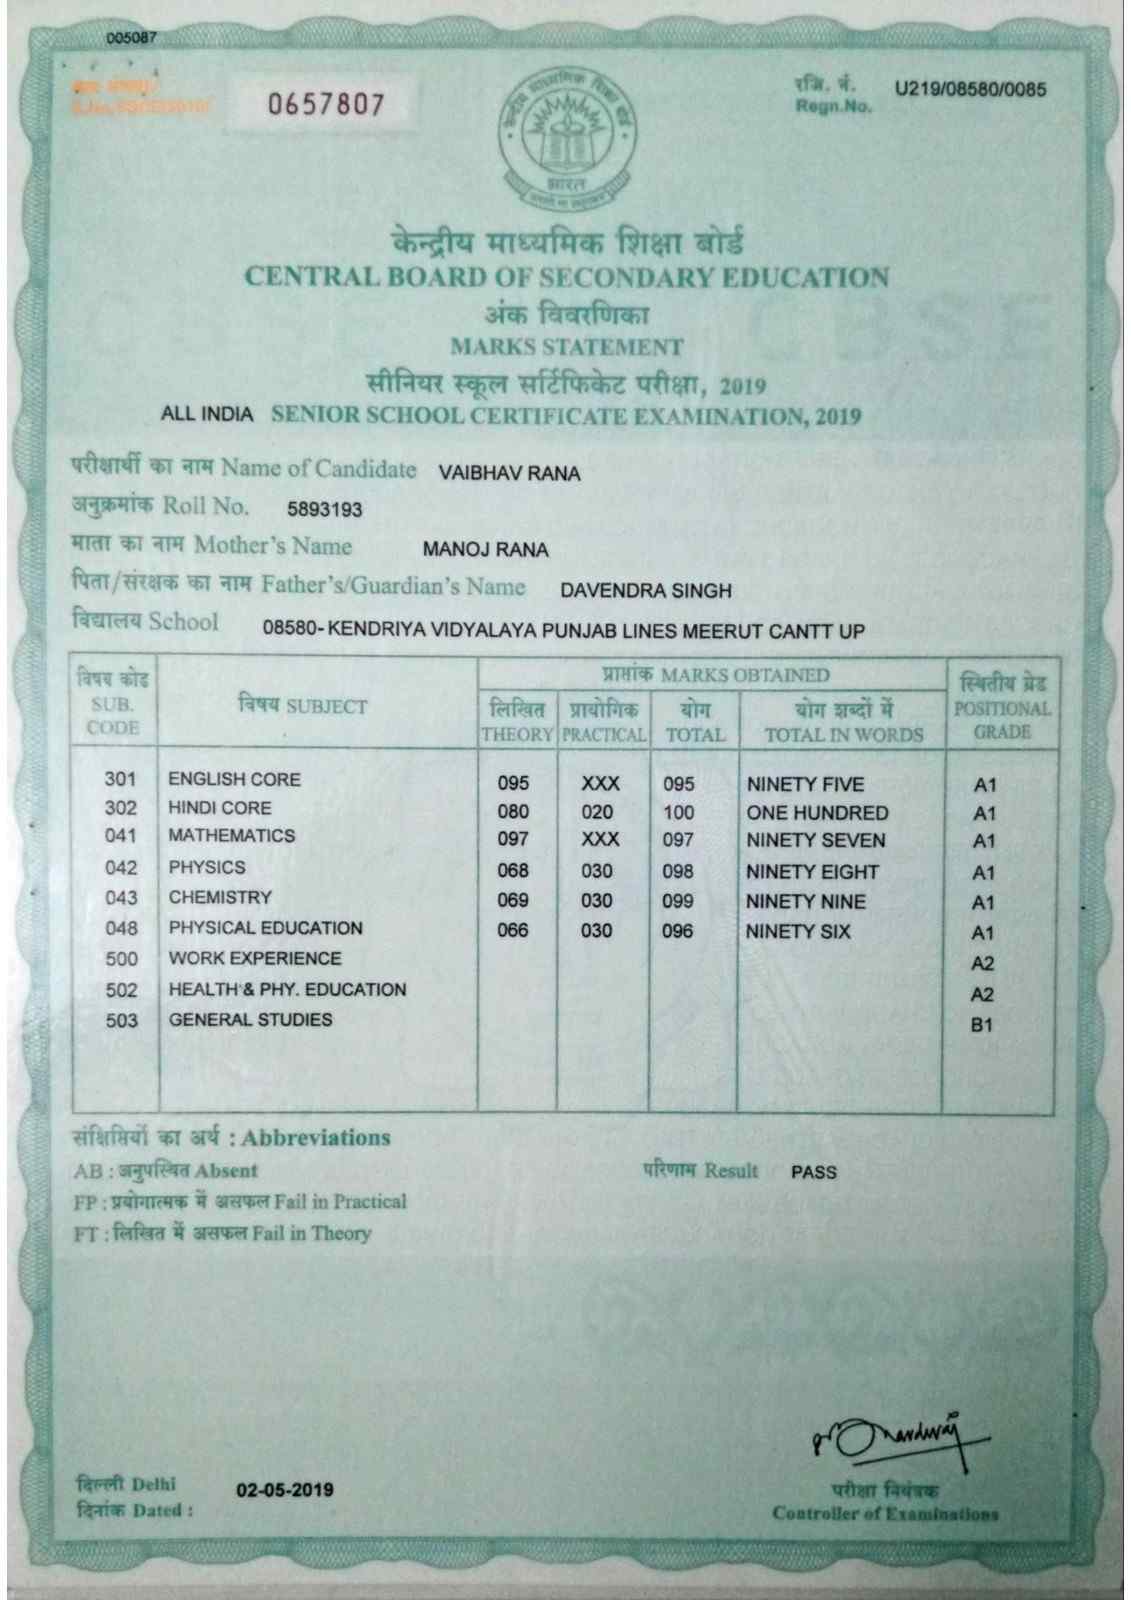 005087
0657807
रजि. नं. U219/08580/0085
Regn.No.
भारत
केन्द्रीय माध्यमिक शिक्षा बोर्ड
CENTRAL BOARD OF SECONDARY EDUCATION
अंक विवरणिका
MARKS STATEMENT
सीनियर स्कूल सर्टिफिकेट परीक्षा, 2019
ALL INDIA SENIOR SCHOOL CERTIFICATE EXAMINATION, 2019
परीक्षार्थी का नाम Name of Candidate VAIBHAV RANA
अनुक्रमांक Roll No. 5893193
माता का नाम Mother's Name MANOJ RANA
पिता/संरक्षक का नाम Father's/Guardian's Name DAVENDRA SINGH
विद्यालय School 08580- KENDRIYA VIDYALAYA PUNJAB LINES MEERUT CANTT UP
विषय कोड SUB. CODE विषय SUBJECT प्राप्तांक MARKS OBTAINED स्थितीय ग्रेड POSITIONAL GRADE
लिखित THEORY प्रायोगिक PRACTICAL योग TOTAL योग शब्दों में TOTAL IN WORDS
301 ENGLISH CORE 095 XXX 095 NINETY FIVE A1
302 HINDI CORE 080 020 100 ONE HUNDRED A1
041 MATHEMATICS 097 XXX 097 NINETY SEVEN A1
042 PHYSICS 068 030 098 NINETY EIGHT A1
043 CHEMISTRY 069 030 099 NINETY NINE A1
048 PHYSICAL EDUCATION 066 030 096 NINETY SIX A1
500 WORK EXPERIENCE A2
502 HEALTH & PHY. EDUCATION A2
503 GENERAL STUDIES B1
संक्षिप्तियों का अर्थ : Abbreviations
AB : अनुपस्थित Absent परिणाम Result PASS
FP : प्रयोगात्मक में असफल Fail in Practical
FT : लिखित में असफल Fail in Theory
दिल्ली Delhi
दिनांक Dated : 02-05-2019
परीक्षा नियंत्रक
Controller of Examinations